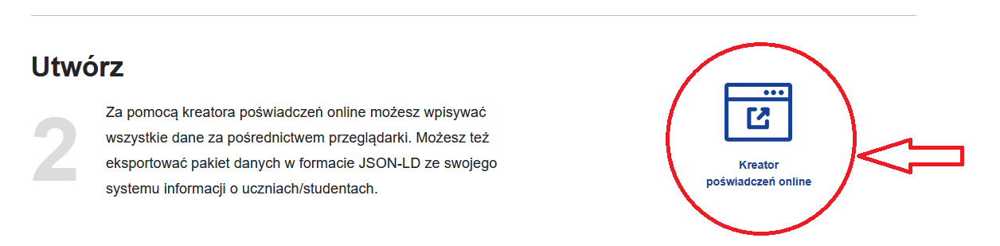 Utwórz
2
Za pomocą kreatora poświadczeń online możesz wpisywać
wszystkie dane za pośrednictwem przeglądarki. Możesz też
eksportować pakiet danych w formacie JSON-LD ze swojego
systemu informacji o uczniach/studentach.
Kreator
poświadczeń online